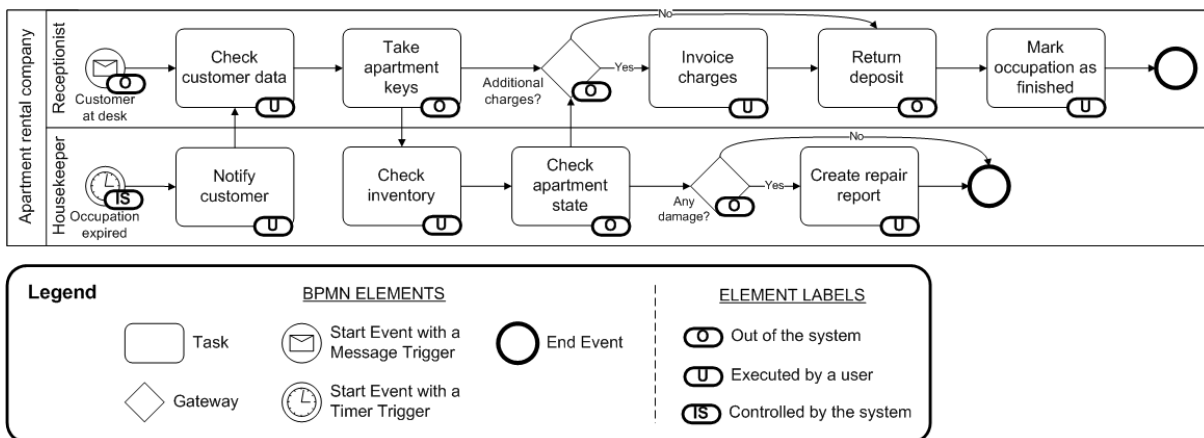 Apartment rental company
Receptionist
Customer
at desk
O
Check
customer data
U
Take
apartment
keys
O
Additional
charges?
O
No
Yes
Invoice
charges
U
Return
deposit
O
Mark
occupation as
finished
U
Housekeeper
Occupation
expired
IS
Notify
customer
U
Check
inventory
U
Check
apartment
state
O
Any
damage?
O
No
Yes
Create repair
report
U
Legend
BPMN ELEMENTS
Task
Gateway
Start Event with a
Message Trigger
Start Event with a
Timer Trigger
End Event
ELEMENT LABELS
O Out of the system
U Executed by a user
IS Controlled by the system